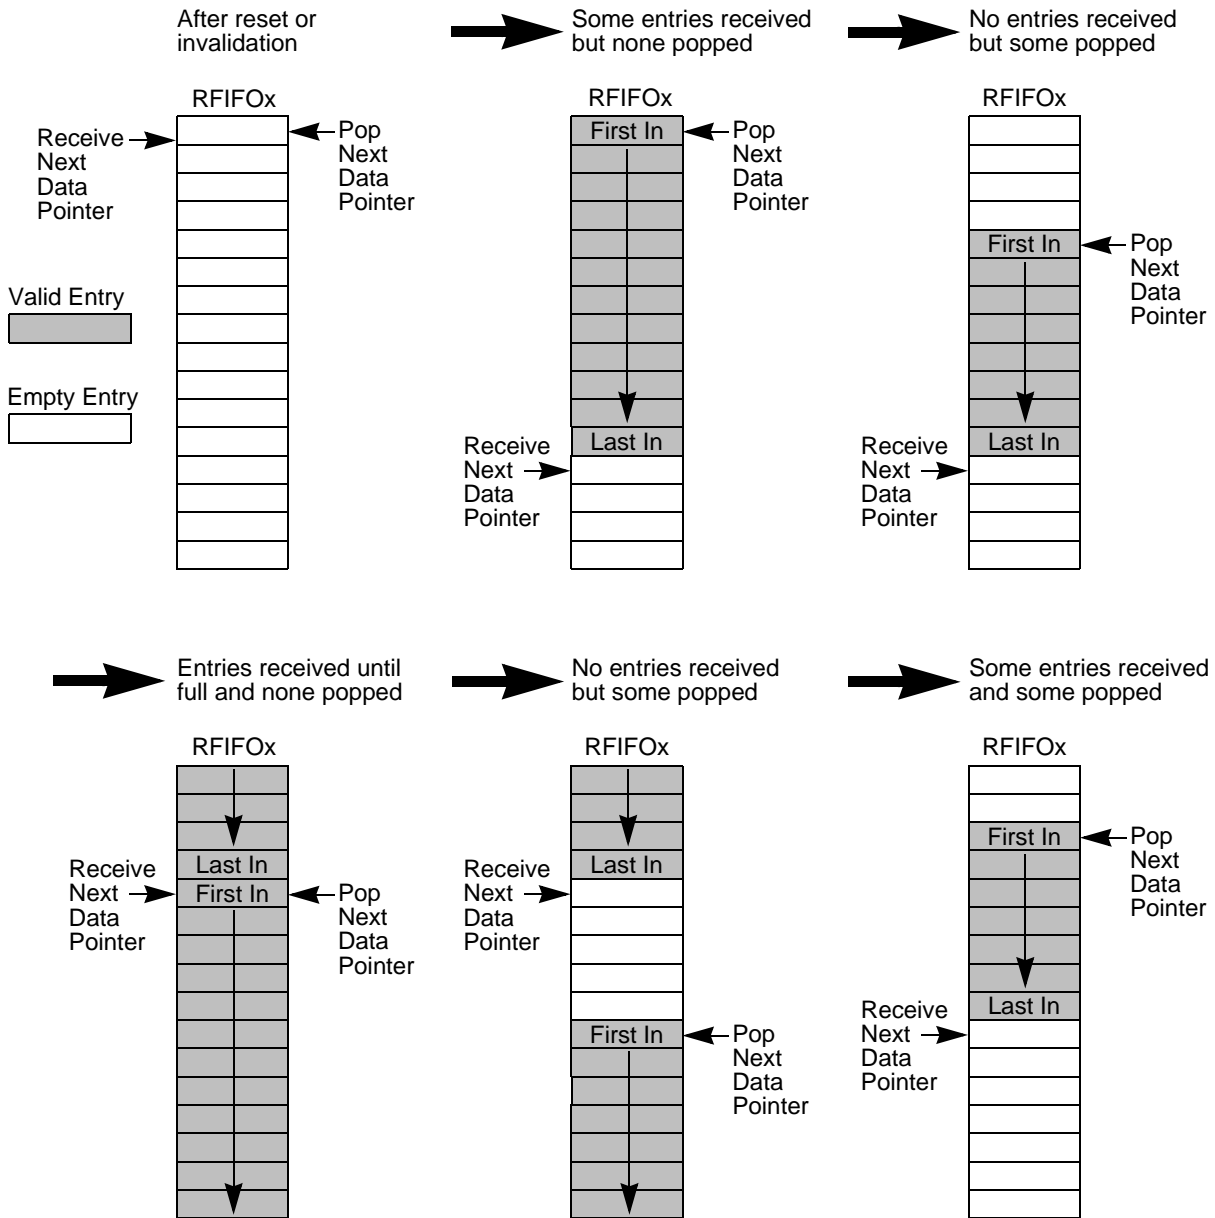 After reset or
invalidation
RFIFOx
Receive
Next
Data
Pointer
Pop
Next
Data
Pointer
Valid Entry
Empty Entry
Some entries received
but none popped
RFIFOx
First In
Last In
Pop
Next
Data
Pointer
Receive
Next
Data
Pointer
No entries received
but some popped
RFIFOx
First In
Last In
Pop
Next
Data
Pointer
Receive
Next
Data
Pointer
Entries received until
full and none popped
RFIFOx
Last In
First In
Receive
Next
Data
Pointer
Pop
Next
Data
Pointer
No entries received
but some popped
RFIFOx
Last In
First In
Receive
Next
Data
Pointer
Pop
Next
Data
Pointer
Some entries received
and some popped
RFIFOx
First In
Last In
Pop
Next
Data
Pointer
Receive
Next
Data
Pointer